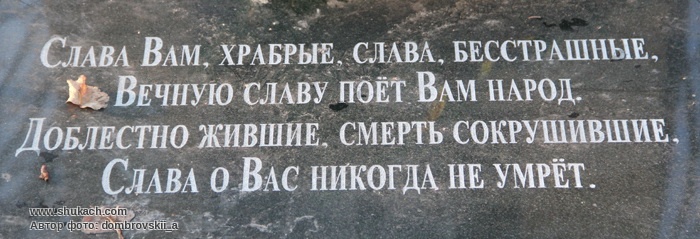 Слава Вам, храбрые, слава, бесстрашные,
Вечную славу поёт Вам народ.
Доблестно жившие, смерть сокрушившие,
Слава о Вас никогда не умрёт.
www.shukach.com
Автор фото: dombrovskii_a